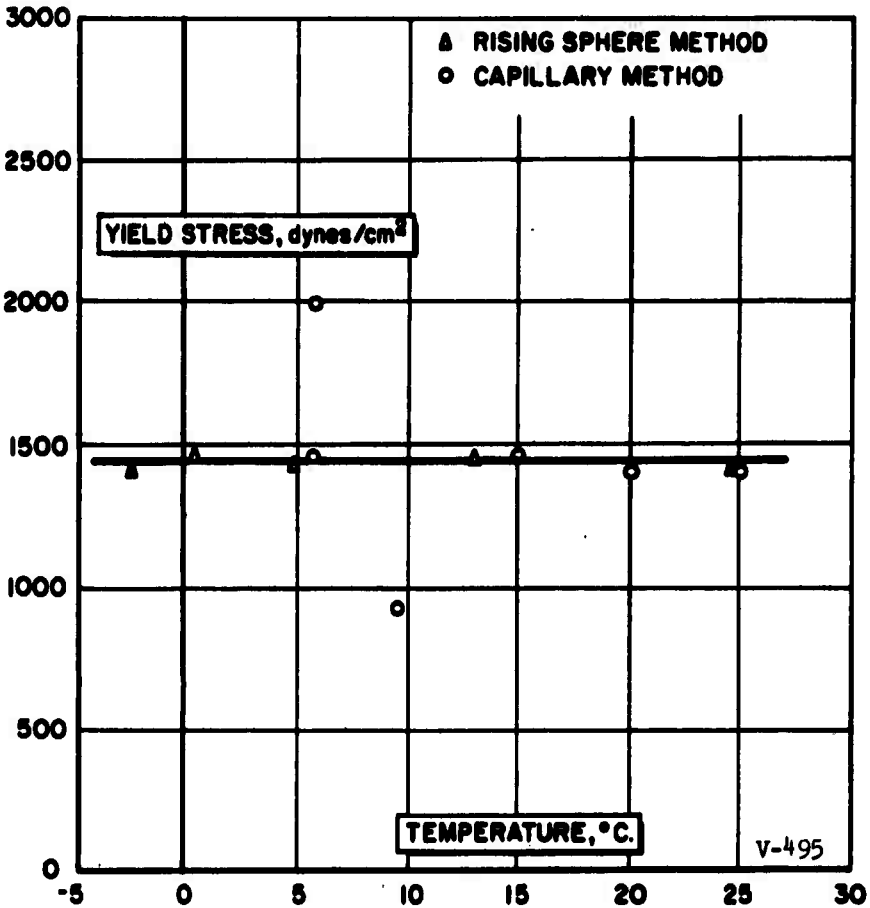 3000
▵ RISING SPHERE METHOD
○ CAPILLARY METHOD
2500
YIELD STRESS, dynes/cm²
2000
1500
1000
500
TEMPERATURE, °C.
V-495
0
-5 0 5 10 15 20 25 30